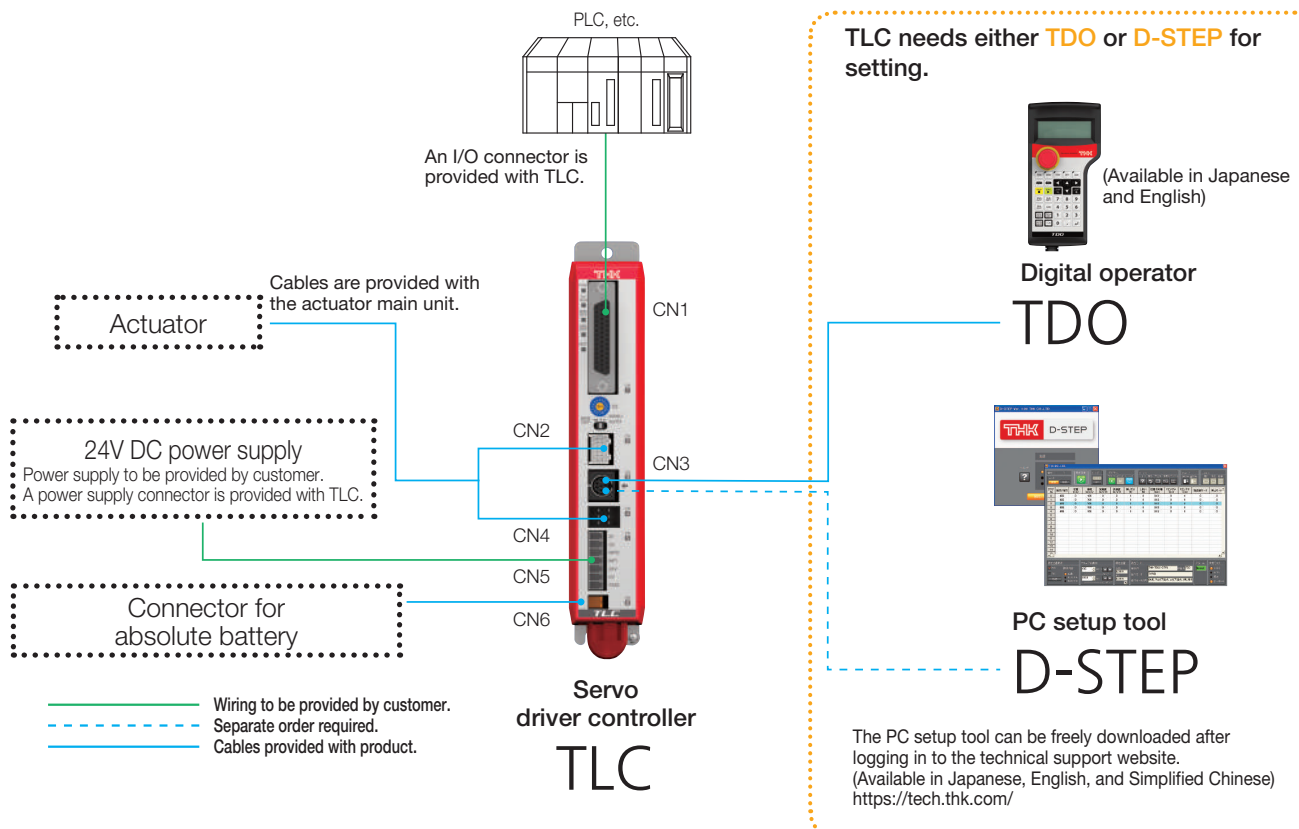 PLC, etc.
TLC needs either TDO or D-STEP for
setting.
An I/O connector is
provided with TLC.
(Available in Japanese
and English)
TDO
Digital operator
TDO
Cables are provided with
the actuator main unit.
Actuator
THK
CN1
24V DC power supply
Power supply to be provided by customer.
A power supply connector is provided with TLC.
CN2
CN3
CN4
CN5
CN6
TLC
Connector for
absolute battery
THK D-STEP
PC setup tool
D-STEP
Wiring to be provided by customer.
Separate order required.
Cables provided with product.
Servo
driver controller
TLC
The PC setup tool can be freely downloaded after
logging in to the technical support website.
(Available in Japanese, English, and Simplified Chinese)
https://tech.thk.com/